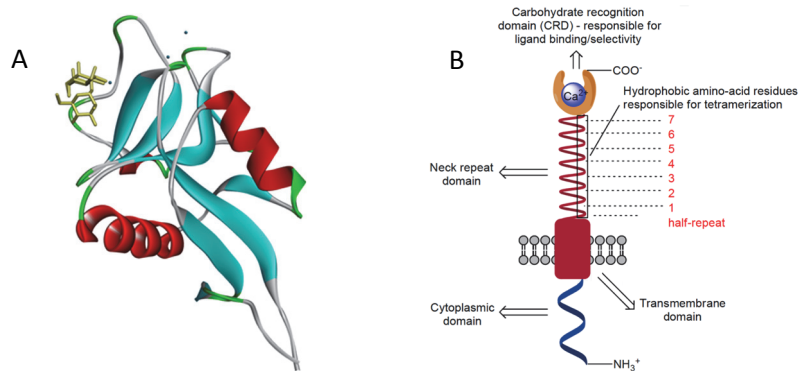 A
B
Carbohydrate recognition
domain (CRD) - responsible for
ligand binding/selectivity
COO⁻
Ca²⁺
Hydrophobic amino-acid residues
responsible for tetramerization
7
6
5
4
3
2
1
half-repeat
Neck repeat
domain
Cytoplasmic
domain
Transmembrane
domain
NH₃⁺